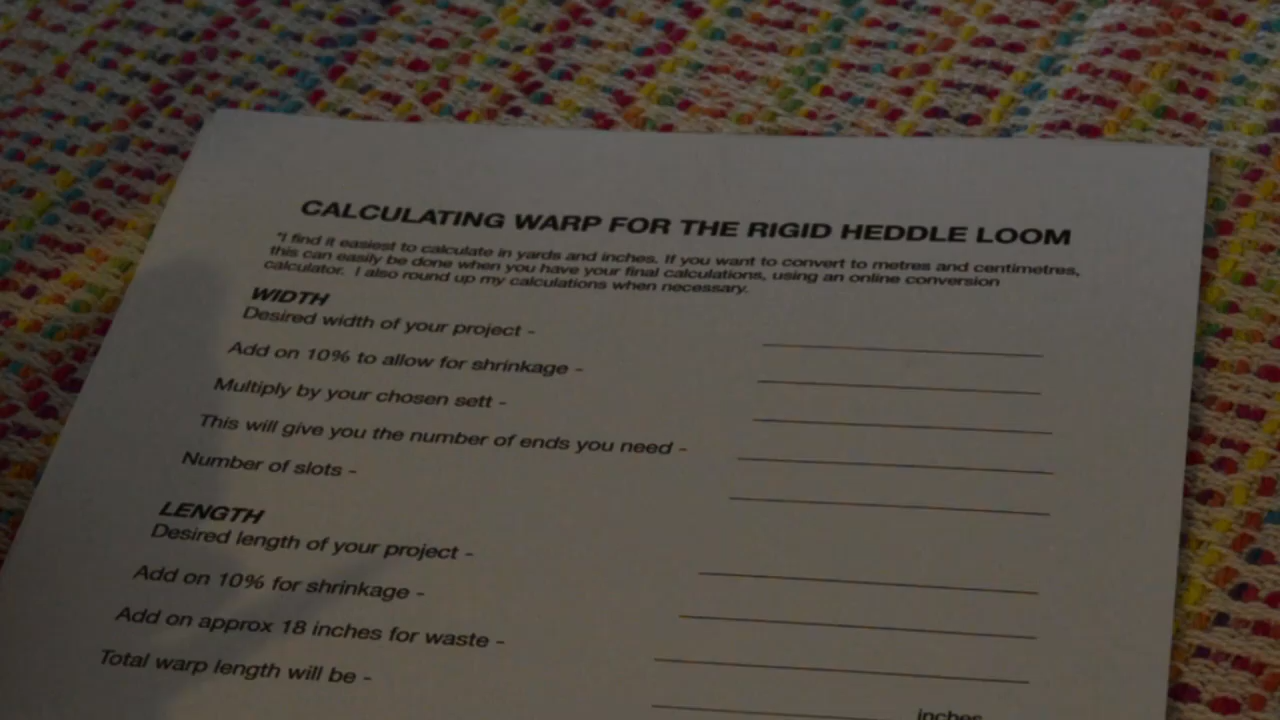 CALCULATING WARP FOR THE RIGID HEDDLE LOOM
"I find it easiest to calculate in yards and inches. If you want to convert to metres and centimetres,
this can easily be done when you have your final calculations, using an online conversion
calculator. I also round up my calculations when necessary.
WIDTH
Desired width of your project -
Add on 10% to allow for shrinkage -
Multiply by your chosen sett -
This will give you the number of ends you need -
Number of slots -
LENGTH
Desired length of your project -
Add on 10% for shrinkage -
Add on approx 18 inches for waste -
Total warp length will be -
inches